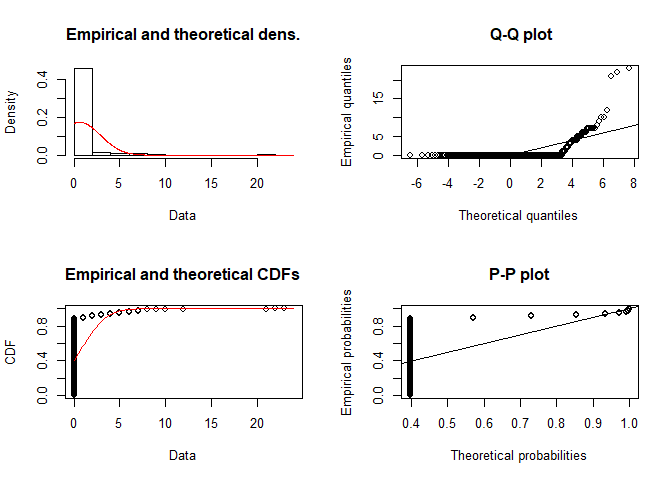 Empirical and theoretical dens.
Density
0.0 0.2 0.4
0 5 10 15 20
Data
Q-Q plot
Empirical quantiles
0 5 15
-6 -4 -2 0 2 4 6 8
Theoretical quantiles
Empirical and theoretical CDFs
CDF
0.0 0.4 0.8
0 5 10 15 20
Data
P-P plot
Empirical probabilities
0.0 0.4 0.8
0.4 0.5 0.6 0.7 0.8 0.9 1.0
Theoretical probabilities